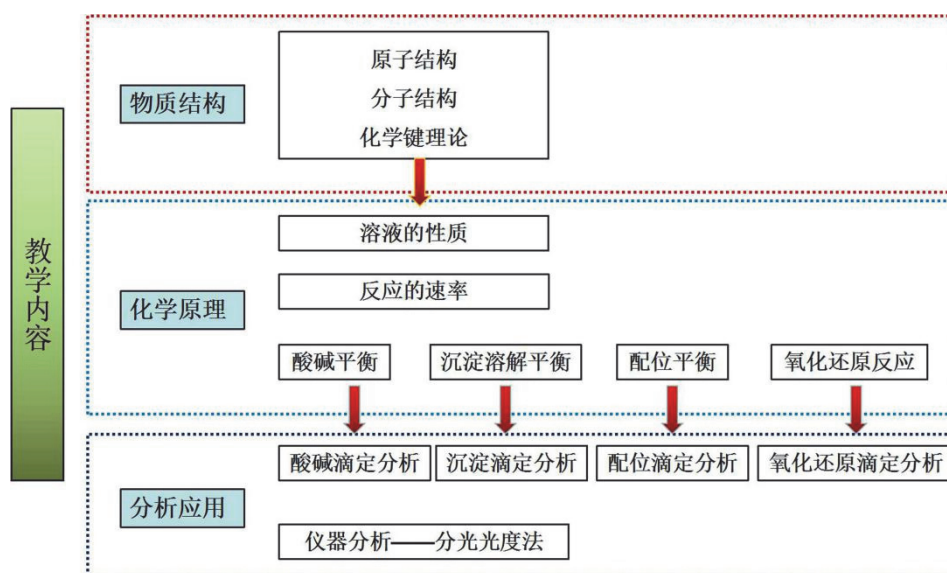 教学内容
物质结构
原子结构
分子结构
化学键理论
化学原理
溶液的性质
反应的速率
酸碱平衡
沉淀溶解平衡
配位平衡
氧化还原反应
分析应用
酸碱滴定分析
沉淀滴定分析
配位滴定分析
氧化还原滴定分析
仪器分析——分光光度法